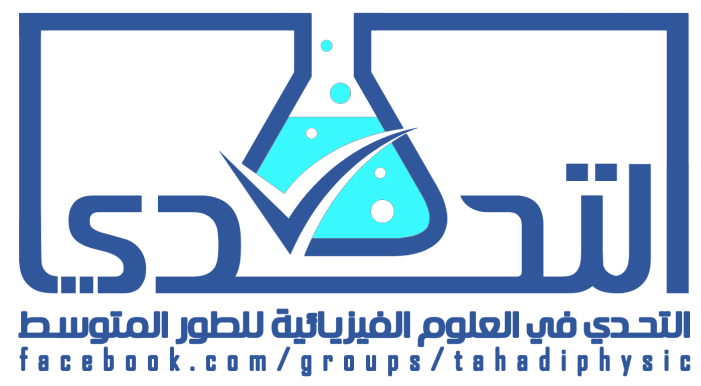 التحدي
التحدي في العلوم الفيزيائية للطور المتوسط
facebook.com/groups/tahadiphysic